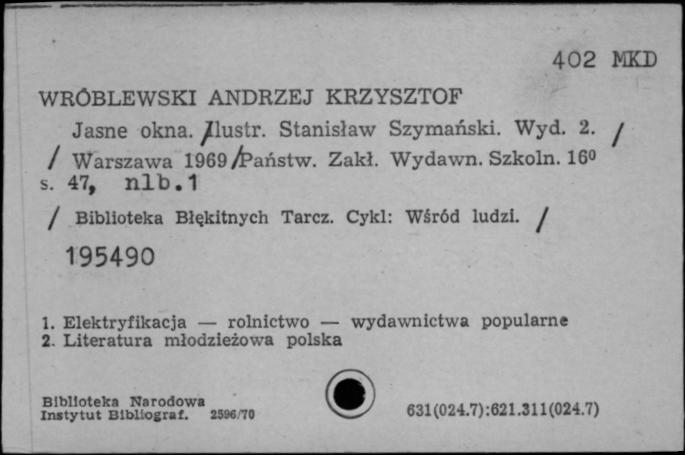 402 MKD
WRÓBLEWSKI ANDRZEJ KRZYSZTOF
Jasne okna. Ilustr. Stanisław Szymański. Wyd. 2. /
/ Warszawa 1969 /Państw. Zakł. Wydawn. Szkoln. 16⁰
s. 47, nlb.1
/ Biblioteka Błękitnych Tarcz. Cykl: Wśród ludzi. /
195490
1. Elektryfikacja — rolnictwo — wydawnictwa popularne
2. Literatura młodzieżowa polska
Biblioteka Narodowa
Instytut Bibliograf. 2596/70
631(024.7):621.311(024.7)